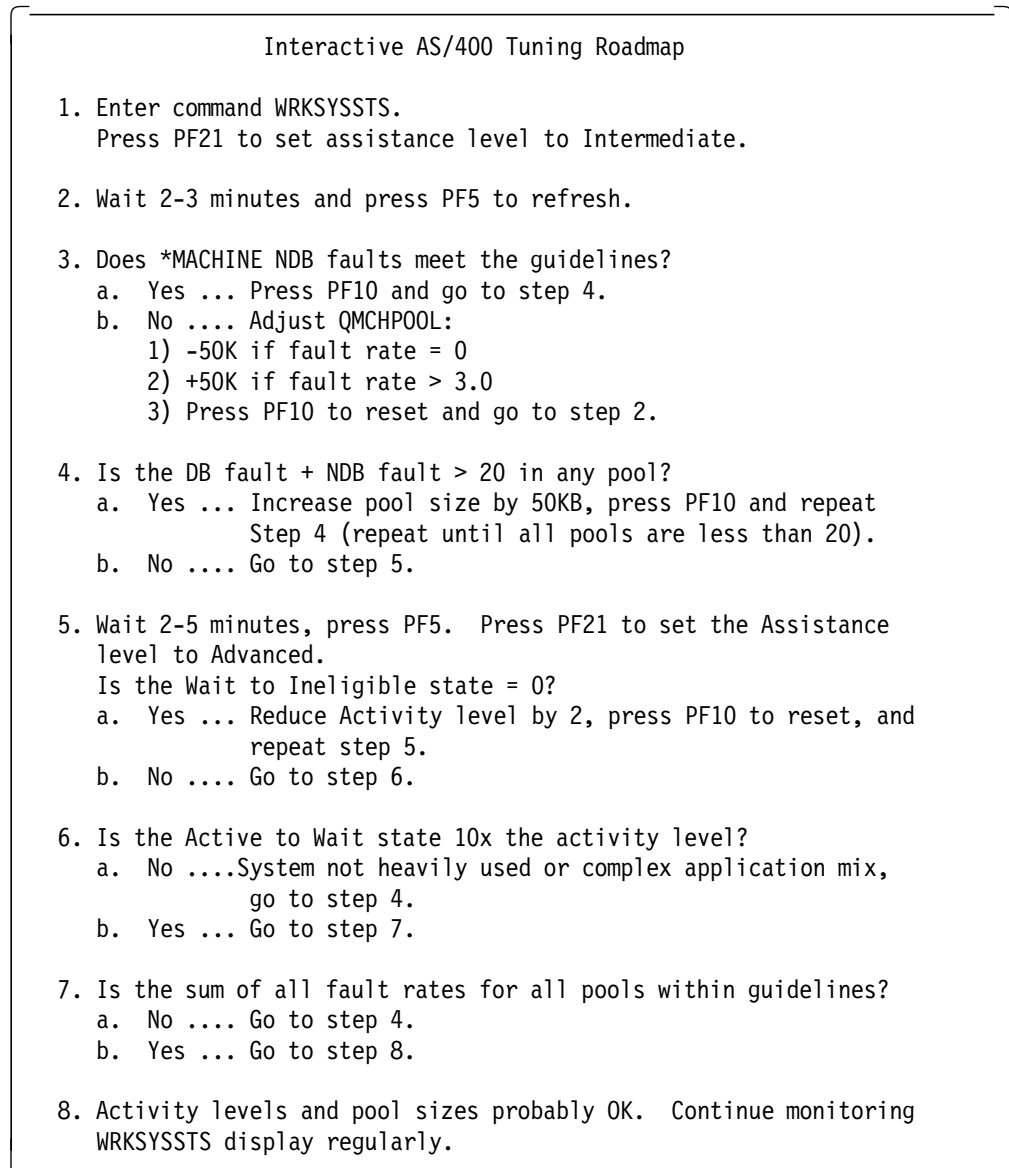 Interactive AS/400 Tuning Roadmap
1. Enter command WRKSYSSTS.
Press PF21 to set assistance level to Intermediate.
2. Wait 2-3 minutes and press PF5 to refresh.
3. Does *MACHINE NDB faults meet the guidelines?
a. Yes ... Press PF10 and go to step 4.
b. No .... Adjust QMCHPOOL:
1) -50K if fault rate = 0
2) +50K if fault rate > 3.0
3) Press PF10 to reset and go to step 2.
4. Is the DB fault + NDB fault > 20 in any pool?
a. Yes ... Increase pool size by 50KB, press PF10 and repeat
Step 4 (repeat until all pools are less than 20).
b. No .... Go to step 5.
5. Wait 2-5 minutes, press PF5. Press PF21 to set the Assistance
level to Advanced.
Is the Wait to Ineligible state = 0?
a. Yes ... Reduce Activity level by 2, press PF10 to reset, and
repeat step 5.
b. No .... Go to step 6.
6. Is the Active to Wait state 10x the activity level?
a. No ....System not heavily used or complex application mix,
go to step 4.
b. Yes ... Go to step 7.
7. Is the sum of all fault rates for all pools within guidelines?
a. No .... Go to step 4.
b. Yes ... Go to step 8.
8. Activity levels and pool sizes probably OK. Continue monitoring
WRKSYSSTS display regularly.